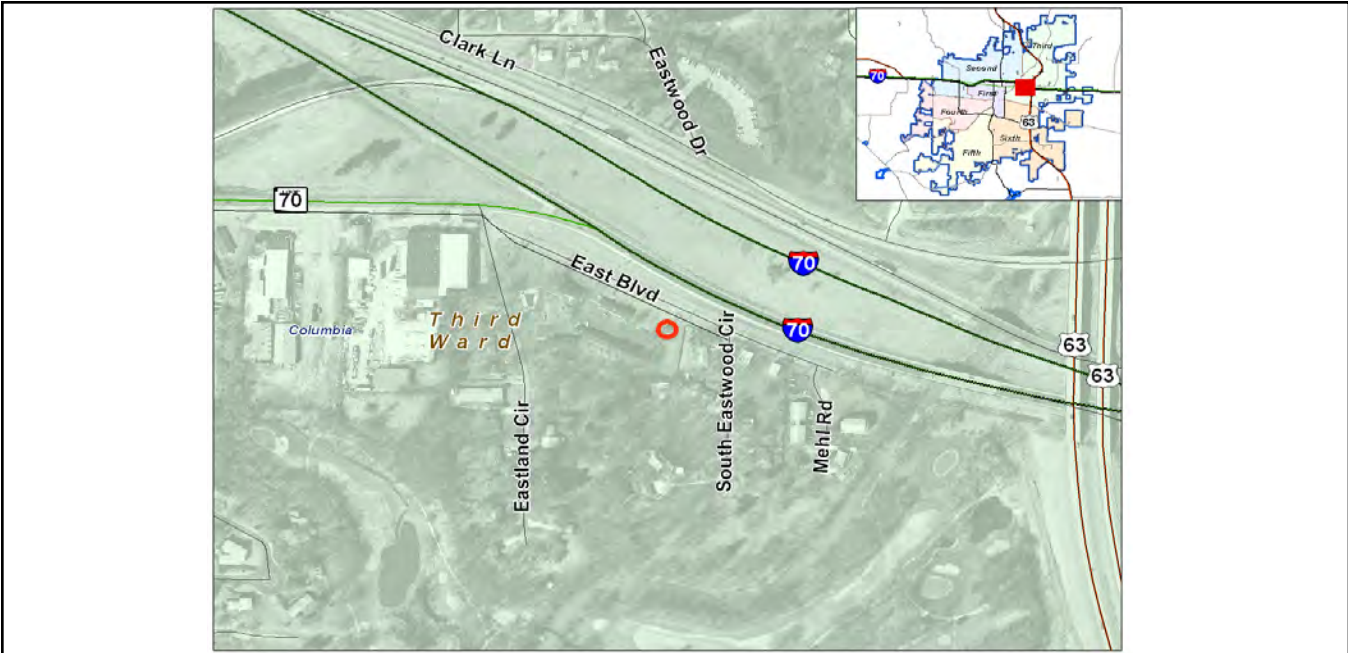 Clark Ln
Eastwood Dr
70
East Blvd
70
70
Columbia
Third
Ward
Eastland Cir
South Eastwood Cir
Mehl Rd
63
63
Third
Second
70
First
Fourth
63
Sixth
Fifth